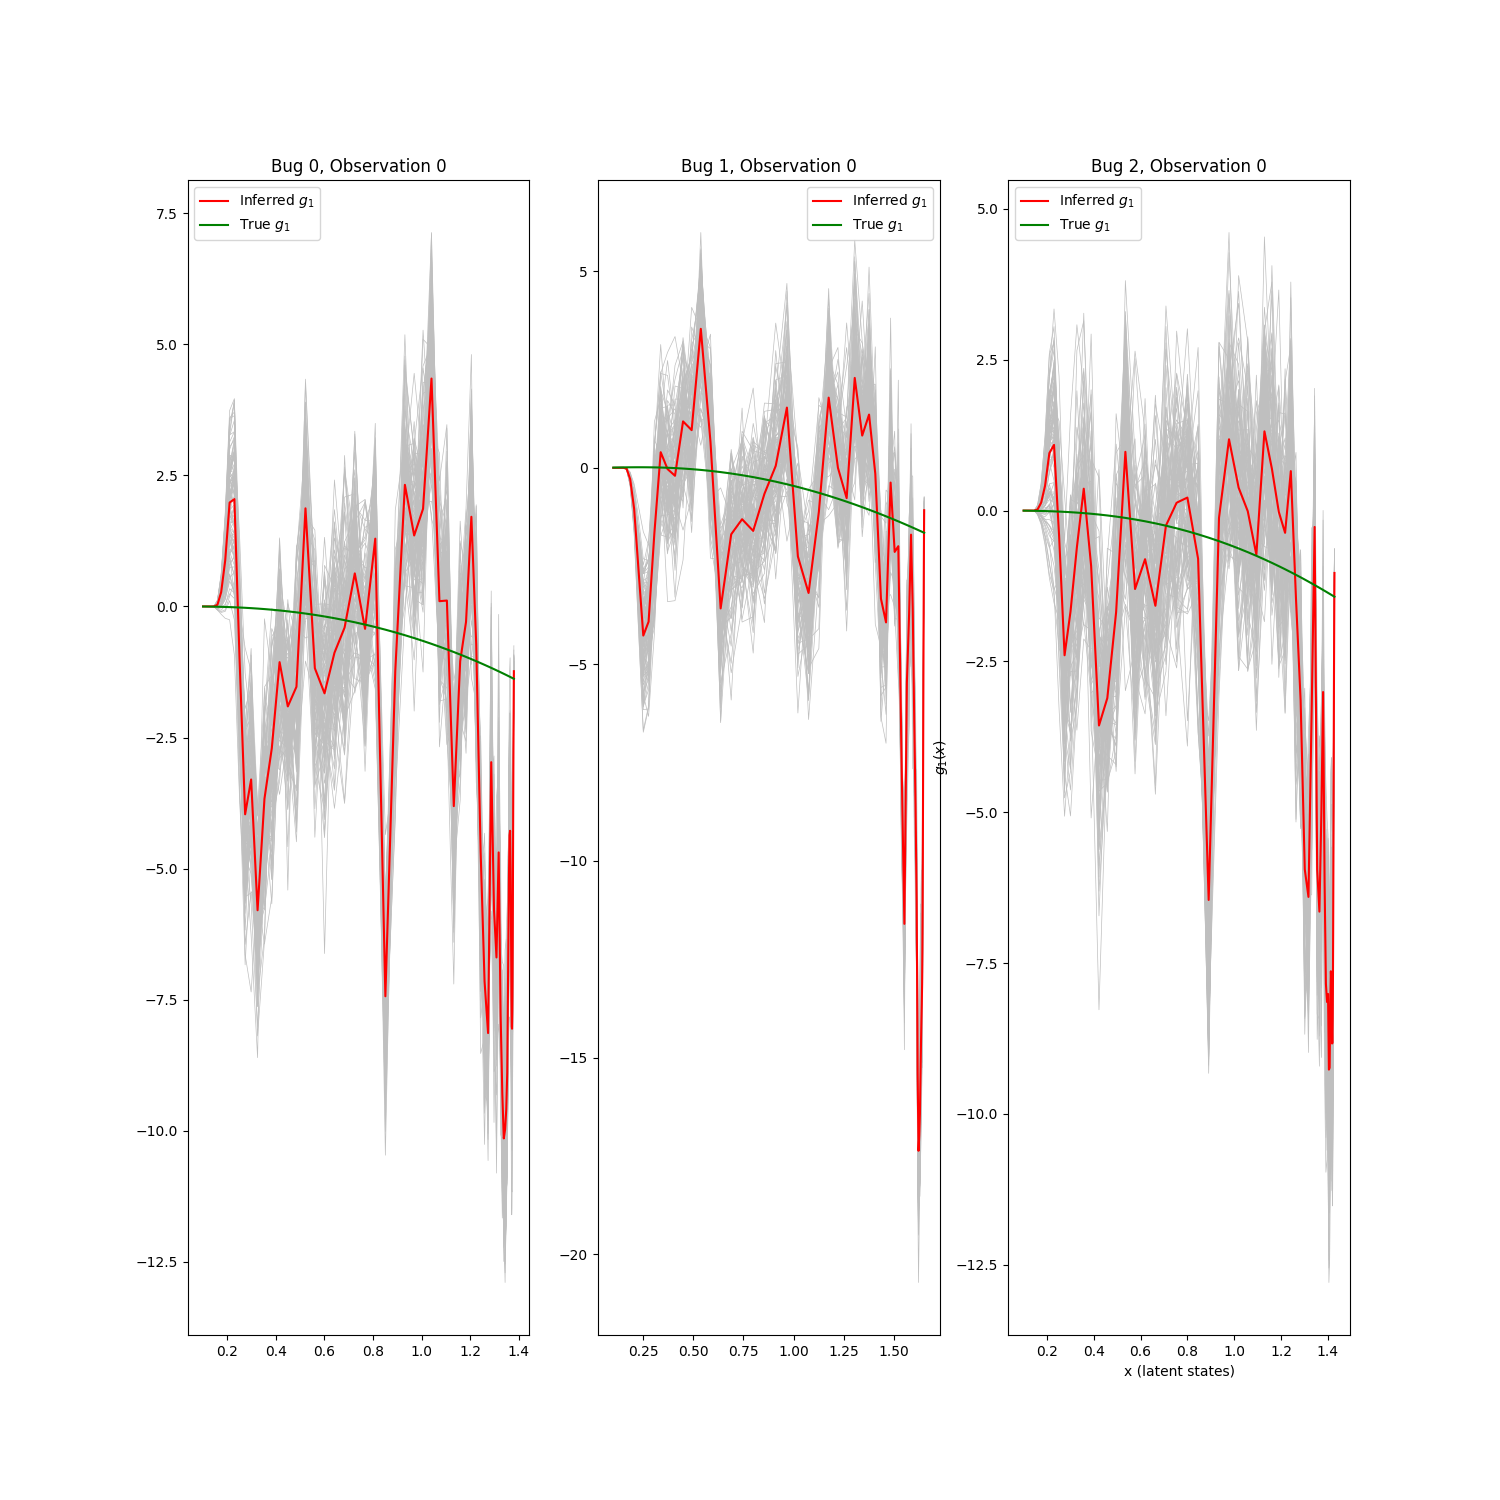 Bug 0, Observation 0
Inferred g₁
True g₁
7.5
5.0
2.5
0.0
−2.5
−5.0
−7.5
−10.0
−12.5
0.2 0.4 0.6 0.8 1.0 1.2 1.4
Bug 1, Observation 0
Inferred g₁
True g₁
5
0
−5
−10
−15
−20
0.25 0.50 0.75 1.00 1.25 1.50
Bug 2, Observation 0
Inferred g₁
True g₁
g₁(x)
5.0
2.5
0.0
−2.5
−5.0
−7.5
−10.0
−12.5
0.2 0.4 0.6 0.8 1.0 1.2 1.4
x (latent states)